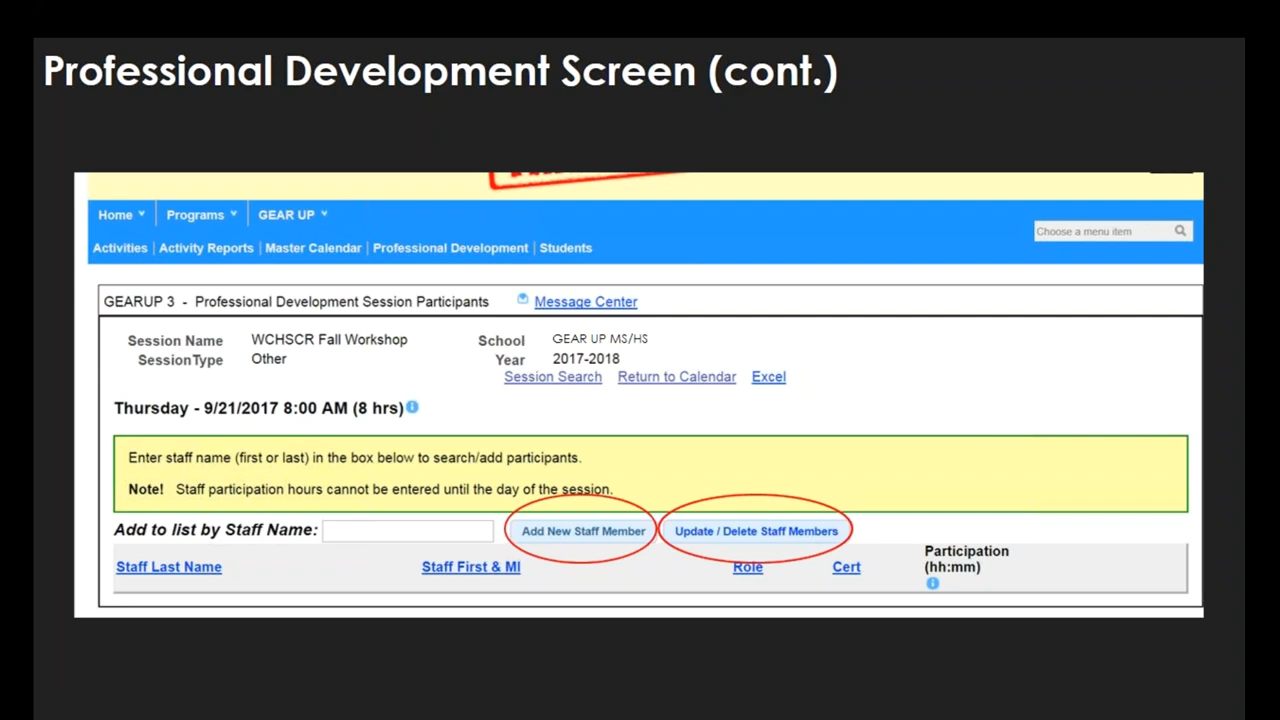 Professional Development Screen (cont.)
Home Programs GEAR UP
Choose a menu item
Activities | Activity Reports | Master Calendar | Professional Development | Students
GEARUP 3 - Professional Development Session Participants Message Center
Session Name WCHSCR Fall Workshop School GEAR UP MS/HS
SessionType Other Year 2017-2018
Session Search Return to Calendar Excel
Thursday - 9/21/2017 8:00 AM (8 hrs)
Enter staff name (first or last) in the box below to search/add participants.
Note! Staff participation hours cannot be entered until the day of the session.
Add to list by Staff Name: Add New Staff Member Update / Delete Staff Members
Staff Last Name Staff First & MI Role Cert Participation
(hh:mm)